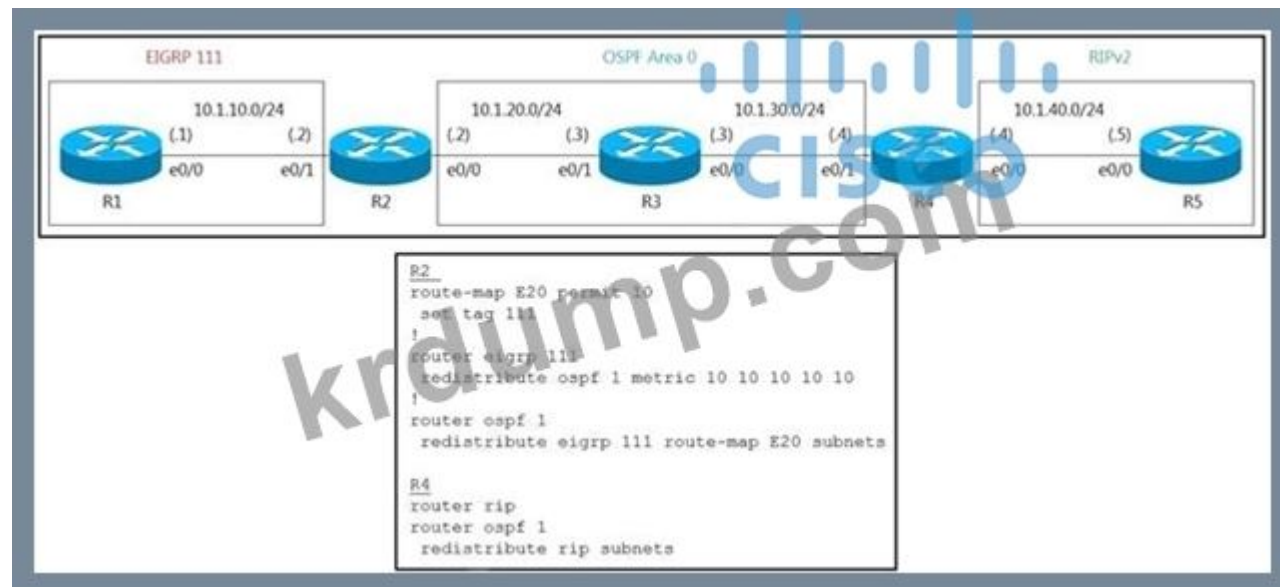 EIGRP 111
OSPF Area 0
RIPv2
10.1.10.0/24
10.1.20.0/24
10.1.30.0/24
10.1.40.0/24
(.1)
(.2)
(.2)
(.3)
(.3)
(.4)
(.4)
(.5)
e0/0
e0/1
e0/0
e0/1
e0/0
e0/1
e0/0
e0/0
R1
R2
R3
R4
R5
CISCO
krdump.com
R2
route-map E20 permit 10
set tag 111
!
router eigrp 111
redistribute ospf 1 metric 10 10 10 10 10
!
router ospf 1
redistribute eigrp 111 route-map E20 subnets
R4
router rip
router ospf 1
redistribute rip subnets